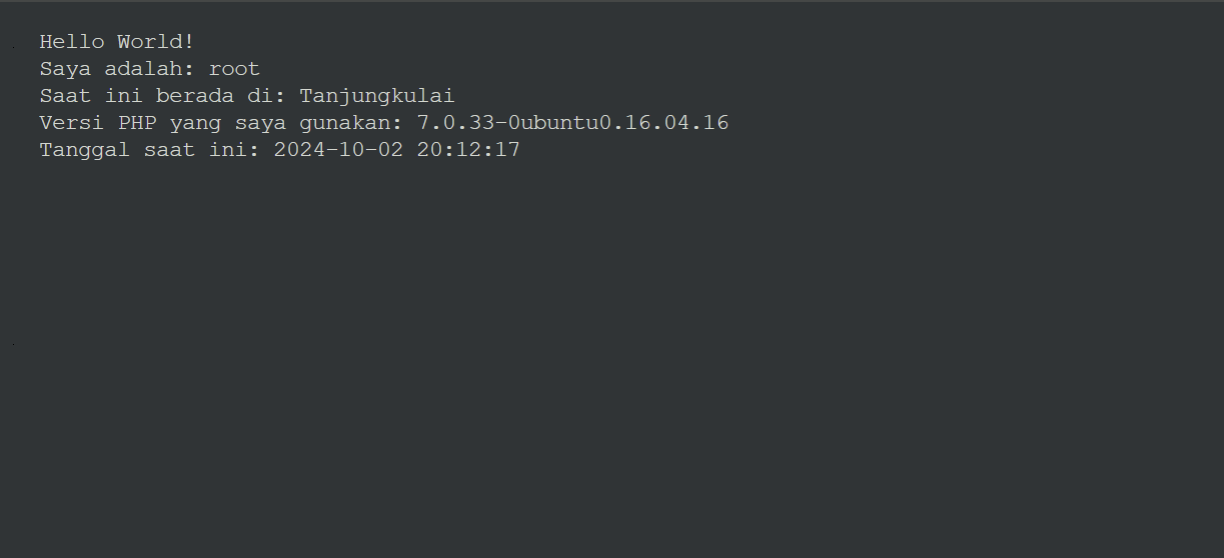 Hello World!
Saya adalah: root
Saat ini berada di: Tanjungkulai
Versi PHP yang saya gunakan: 7.0.33-0ubuntu0.16.04.16
Tanggal saat ini: 2024-10-02 20:12:17